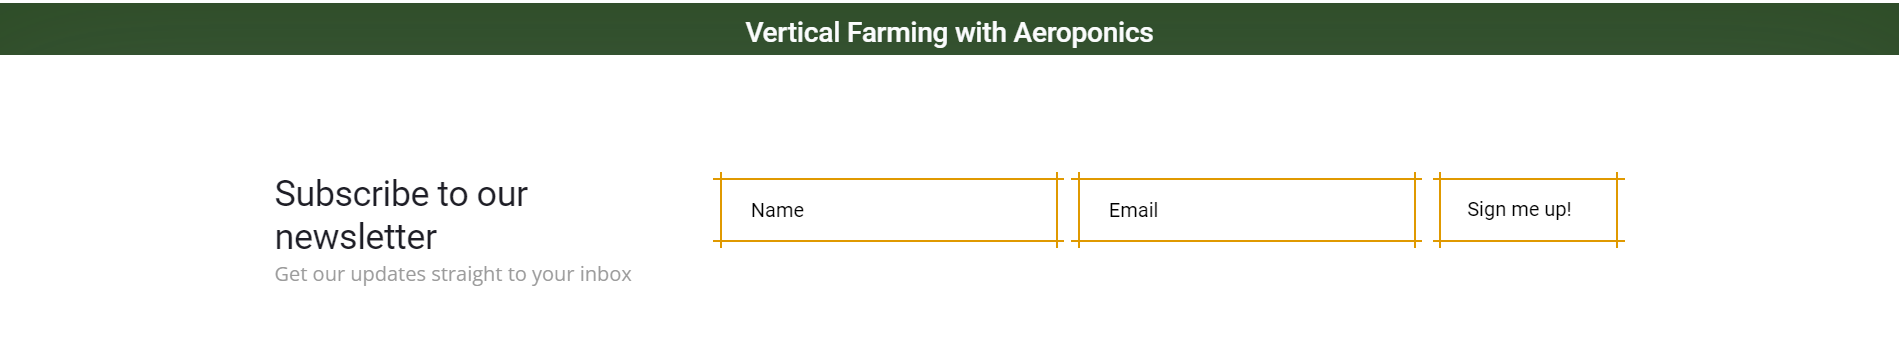 Vertical Farming with Aeroponics
Subscribe to our
newsletter
Get our updates straight to your inbox
Name
Email
Sign me up!